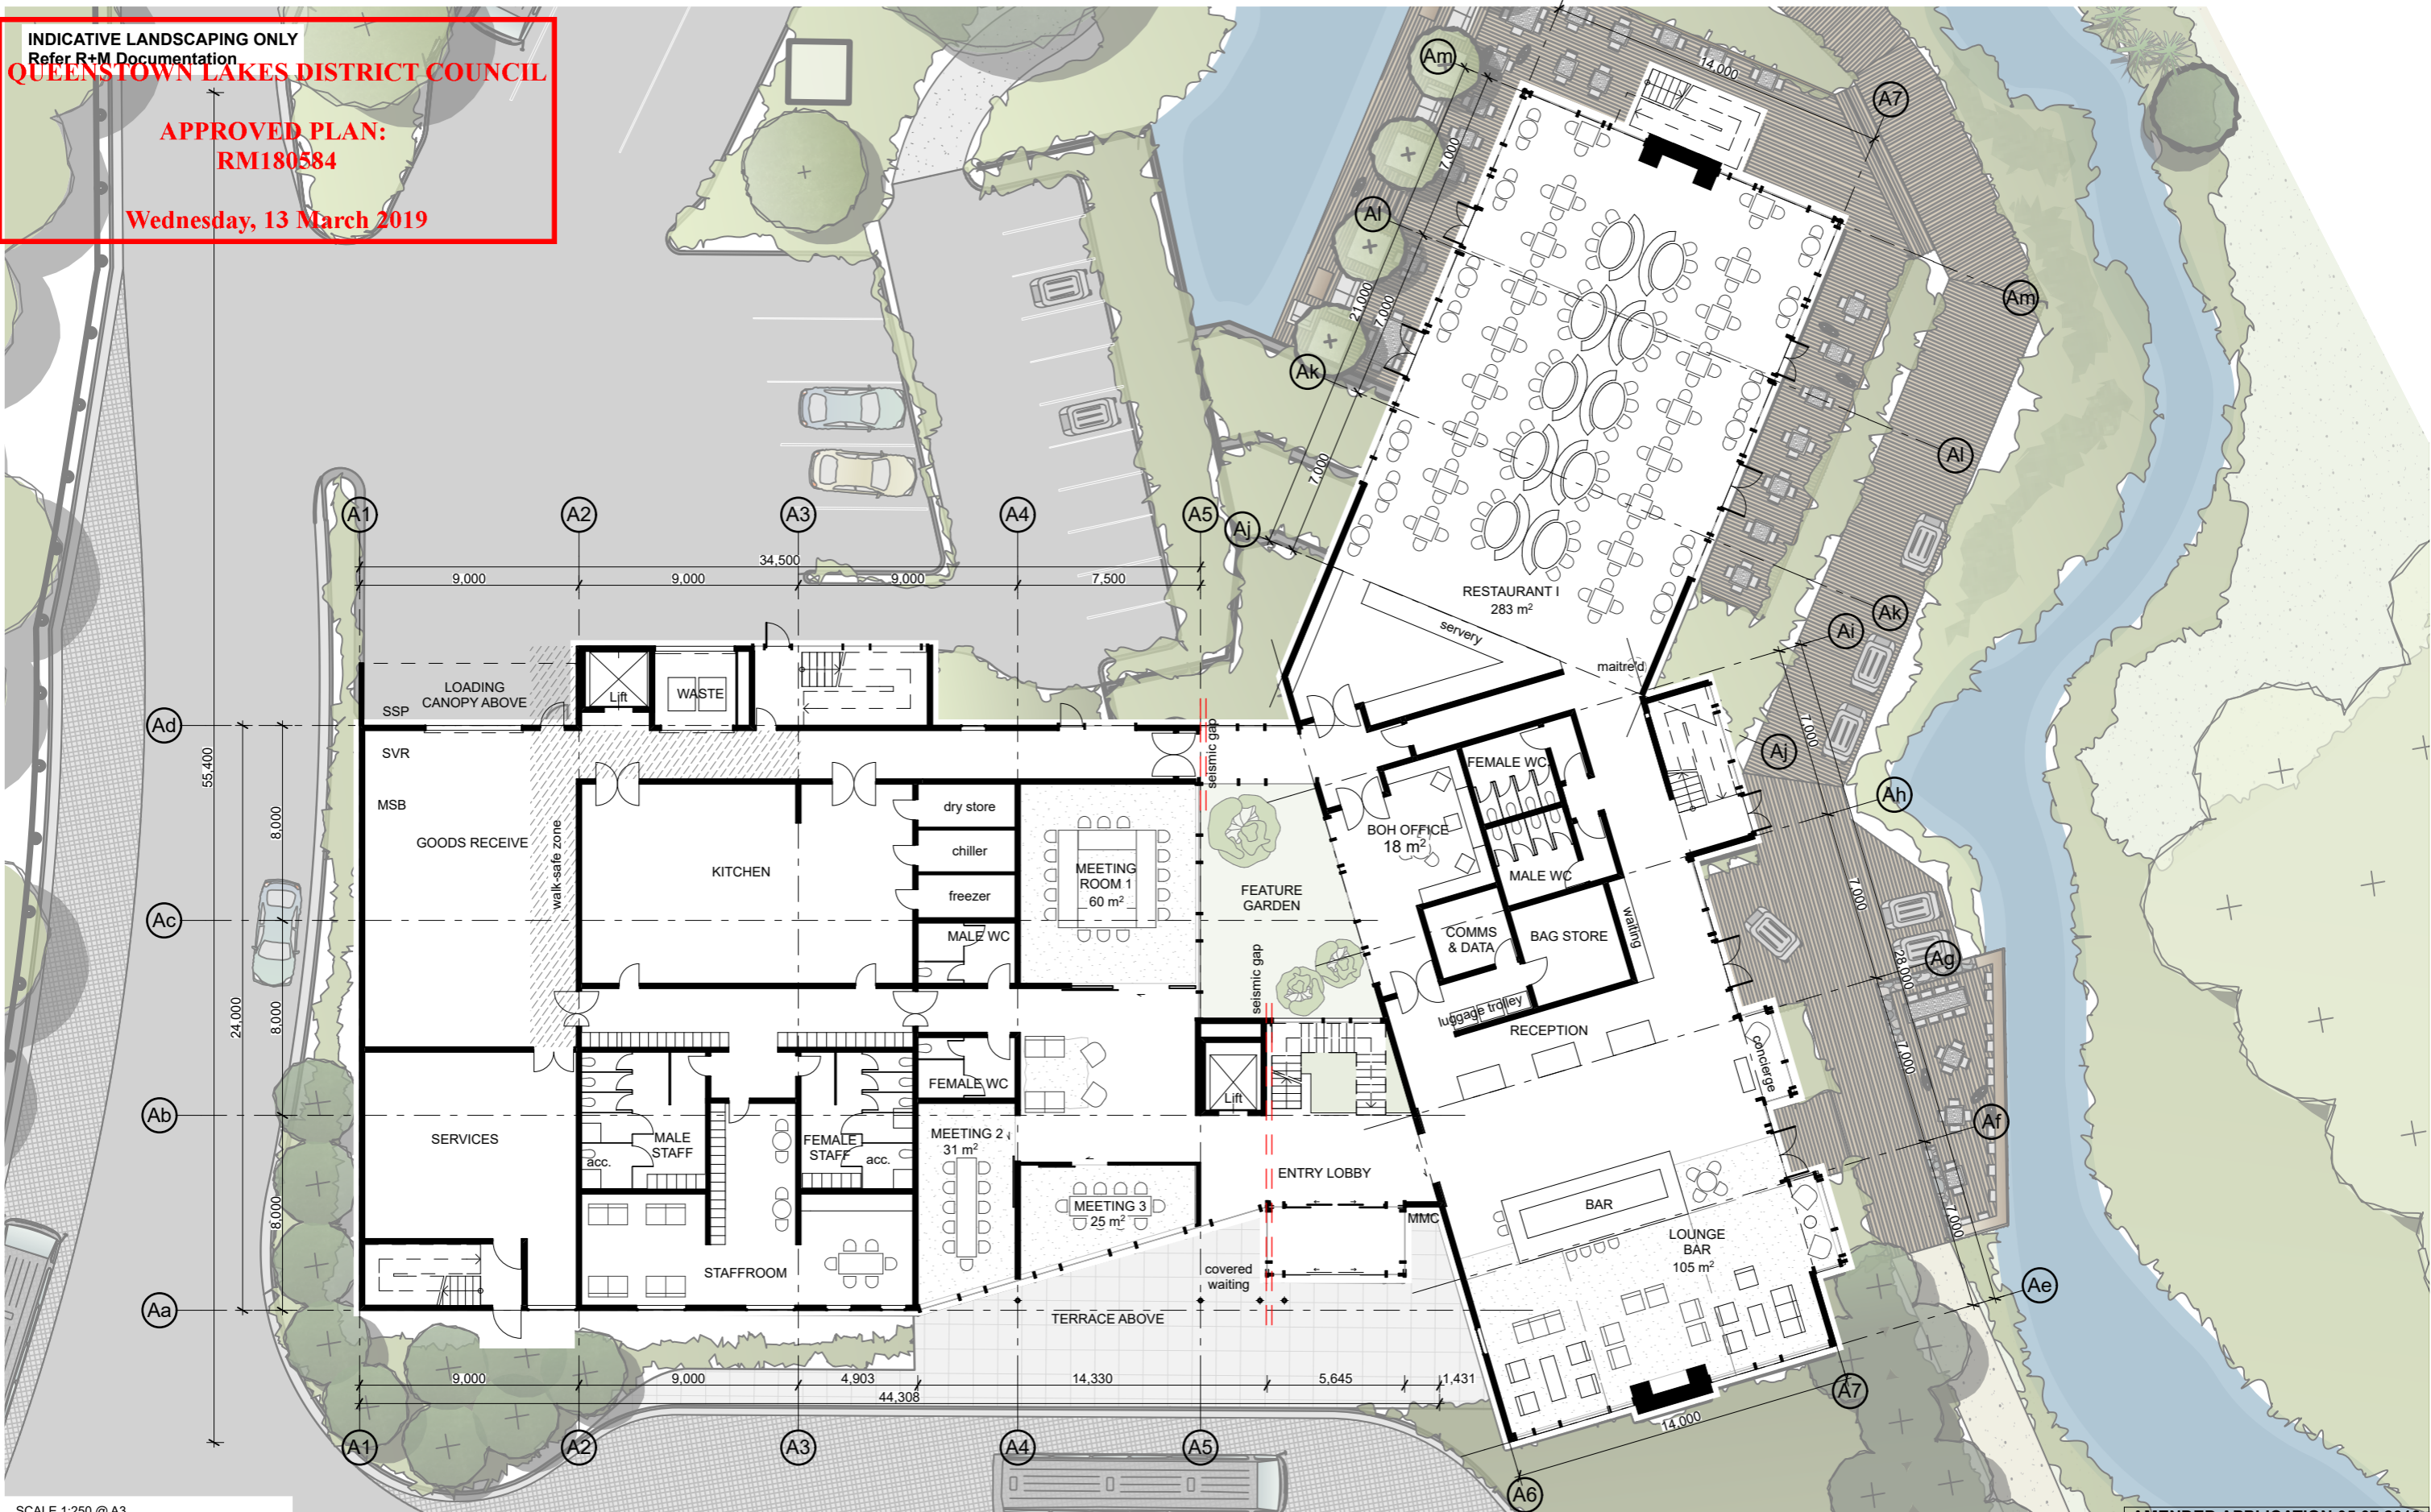 INDICATIVE LANDSCAPING ONLY
Refer R+M Documentation
QUEENSTOWN LAKES DISTRICT COUNCIL
APPROVED PLAN:
RM180584
Wednesday, 13 March 2019
Am
14,000
A7
7,000
Al
21,000
7,000
Am
Ak
7,000
Al
A1
A2
A3
A4
A5
Aj
34,500
9,000
9,000
9,000
7,500
RESTAURANT I
283 m²
servery
maitre'd
Ak
Ai
LOADING
CANOPY ABOVE
SSP
Lift
WASTE
Ad
SVR
MSB
GOODS RECEIVE
walk-safe zone
KITCHEN
dry store
chiller
freezer
MEETING
ROOM 1
60 m²
seismic gap
FEATURE
GARDEN
BOH OFFICE
18 m²
FEMALE WC
MALE WC
COMMS
& DATA
BAG STORE
waiting
7,000
Aj
Ah
7,000
55,400
8,000
Ac
24,000
8,000
MALE WC
seismic gap
luggage trolley
RECEPTION
concierge
28,000
Ag
7,000
Af
Ab
SERVICES
MALE
STAFF
acc.
FEMALE
STAFF
acc.
FEMALE WC
MEETING 2
31 m²
Lift
ENTRY LOBBY
MEETING 3
25 m²
MMC
BAR
LOUNGE
BAR
105 m²
7,000
8,000
STAFFROOM
covered
waiting
Aa
TERRACE ABOVE
Ae
9,000
9,000
4,903
14,330
5,645
1,431
44,308
14,000
A7
A1
A2
A3
A4
A5
A6
SCALE 1:250 @ A3